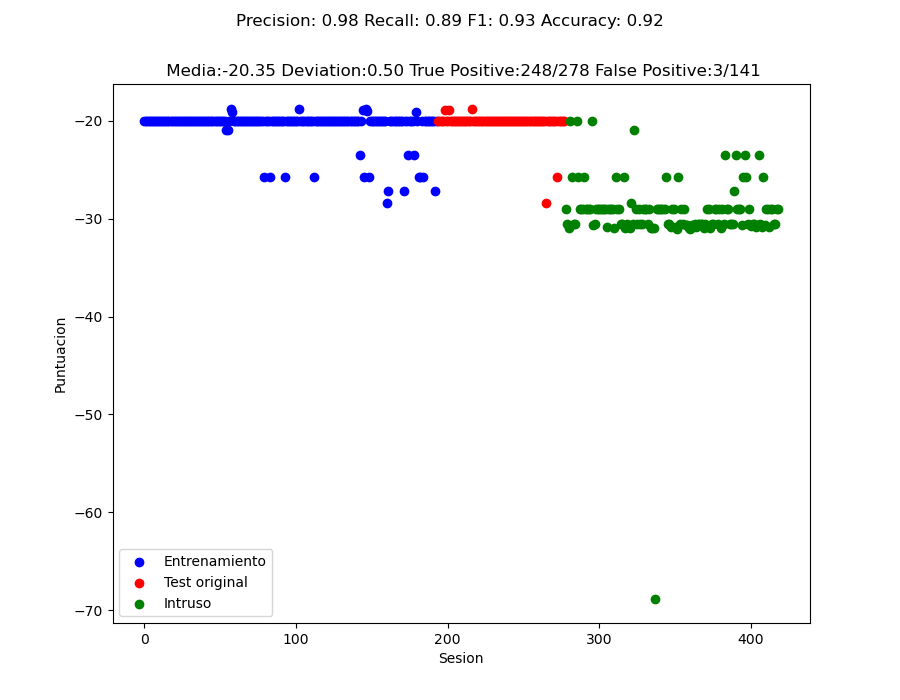 Precision: 0.98 Recall: 0.89 F1: 0.93 Accuracy: 0.92
Media:-20.35 Deviation:0.50 True Positive:248/278 False Positive:3/141
−20
−30
−40
−50
−60
−70
Puntuacion
Entrenamiento
Test original
Intruso
0
100
200
300
400
Sesion